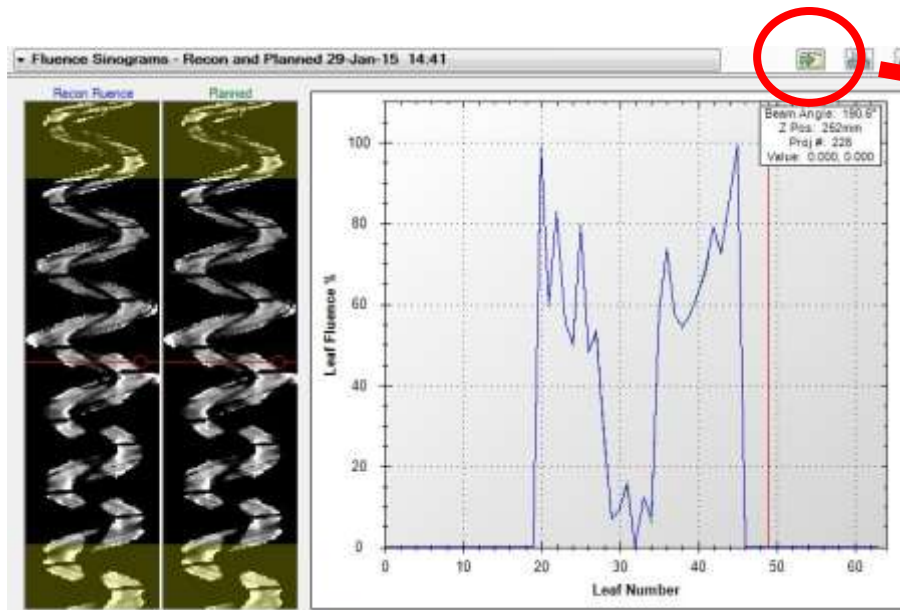 Fluence Sinograms - Recon and Planned 29-Jan-15 14:41
Recon Fluence
Planned
Beam Angle: 190.6°
Z Pos: 252mm
Proj #: 228
Value: 0.000, 0.000
100
80
60
40
20
0
Leaf Fluence %
0 10 20 30 40 50 60
Leaf Number